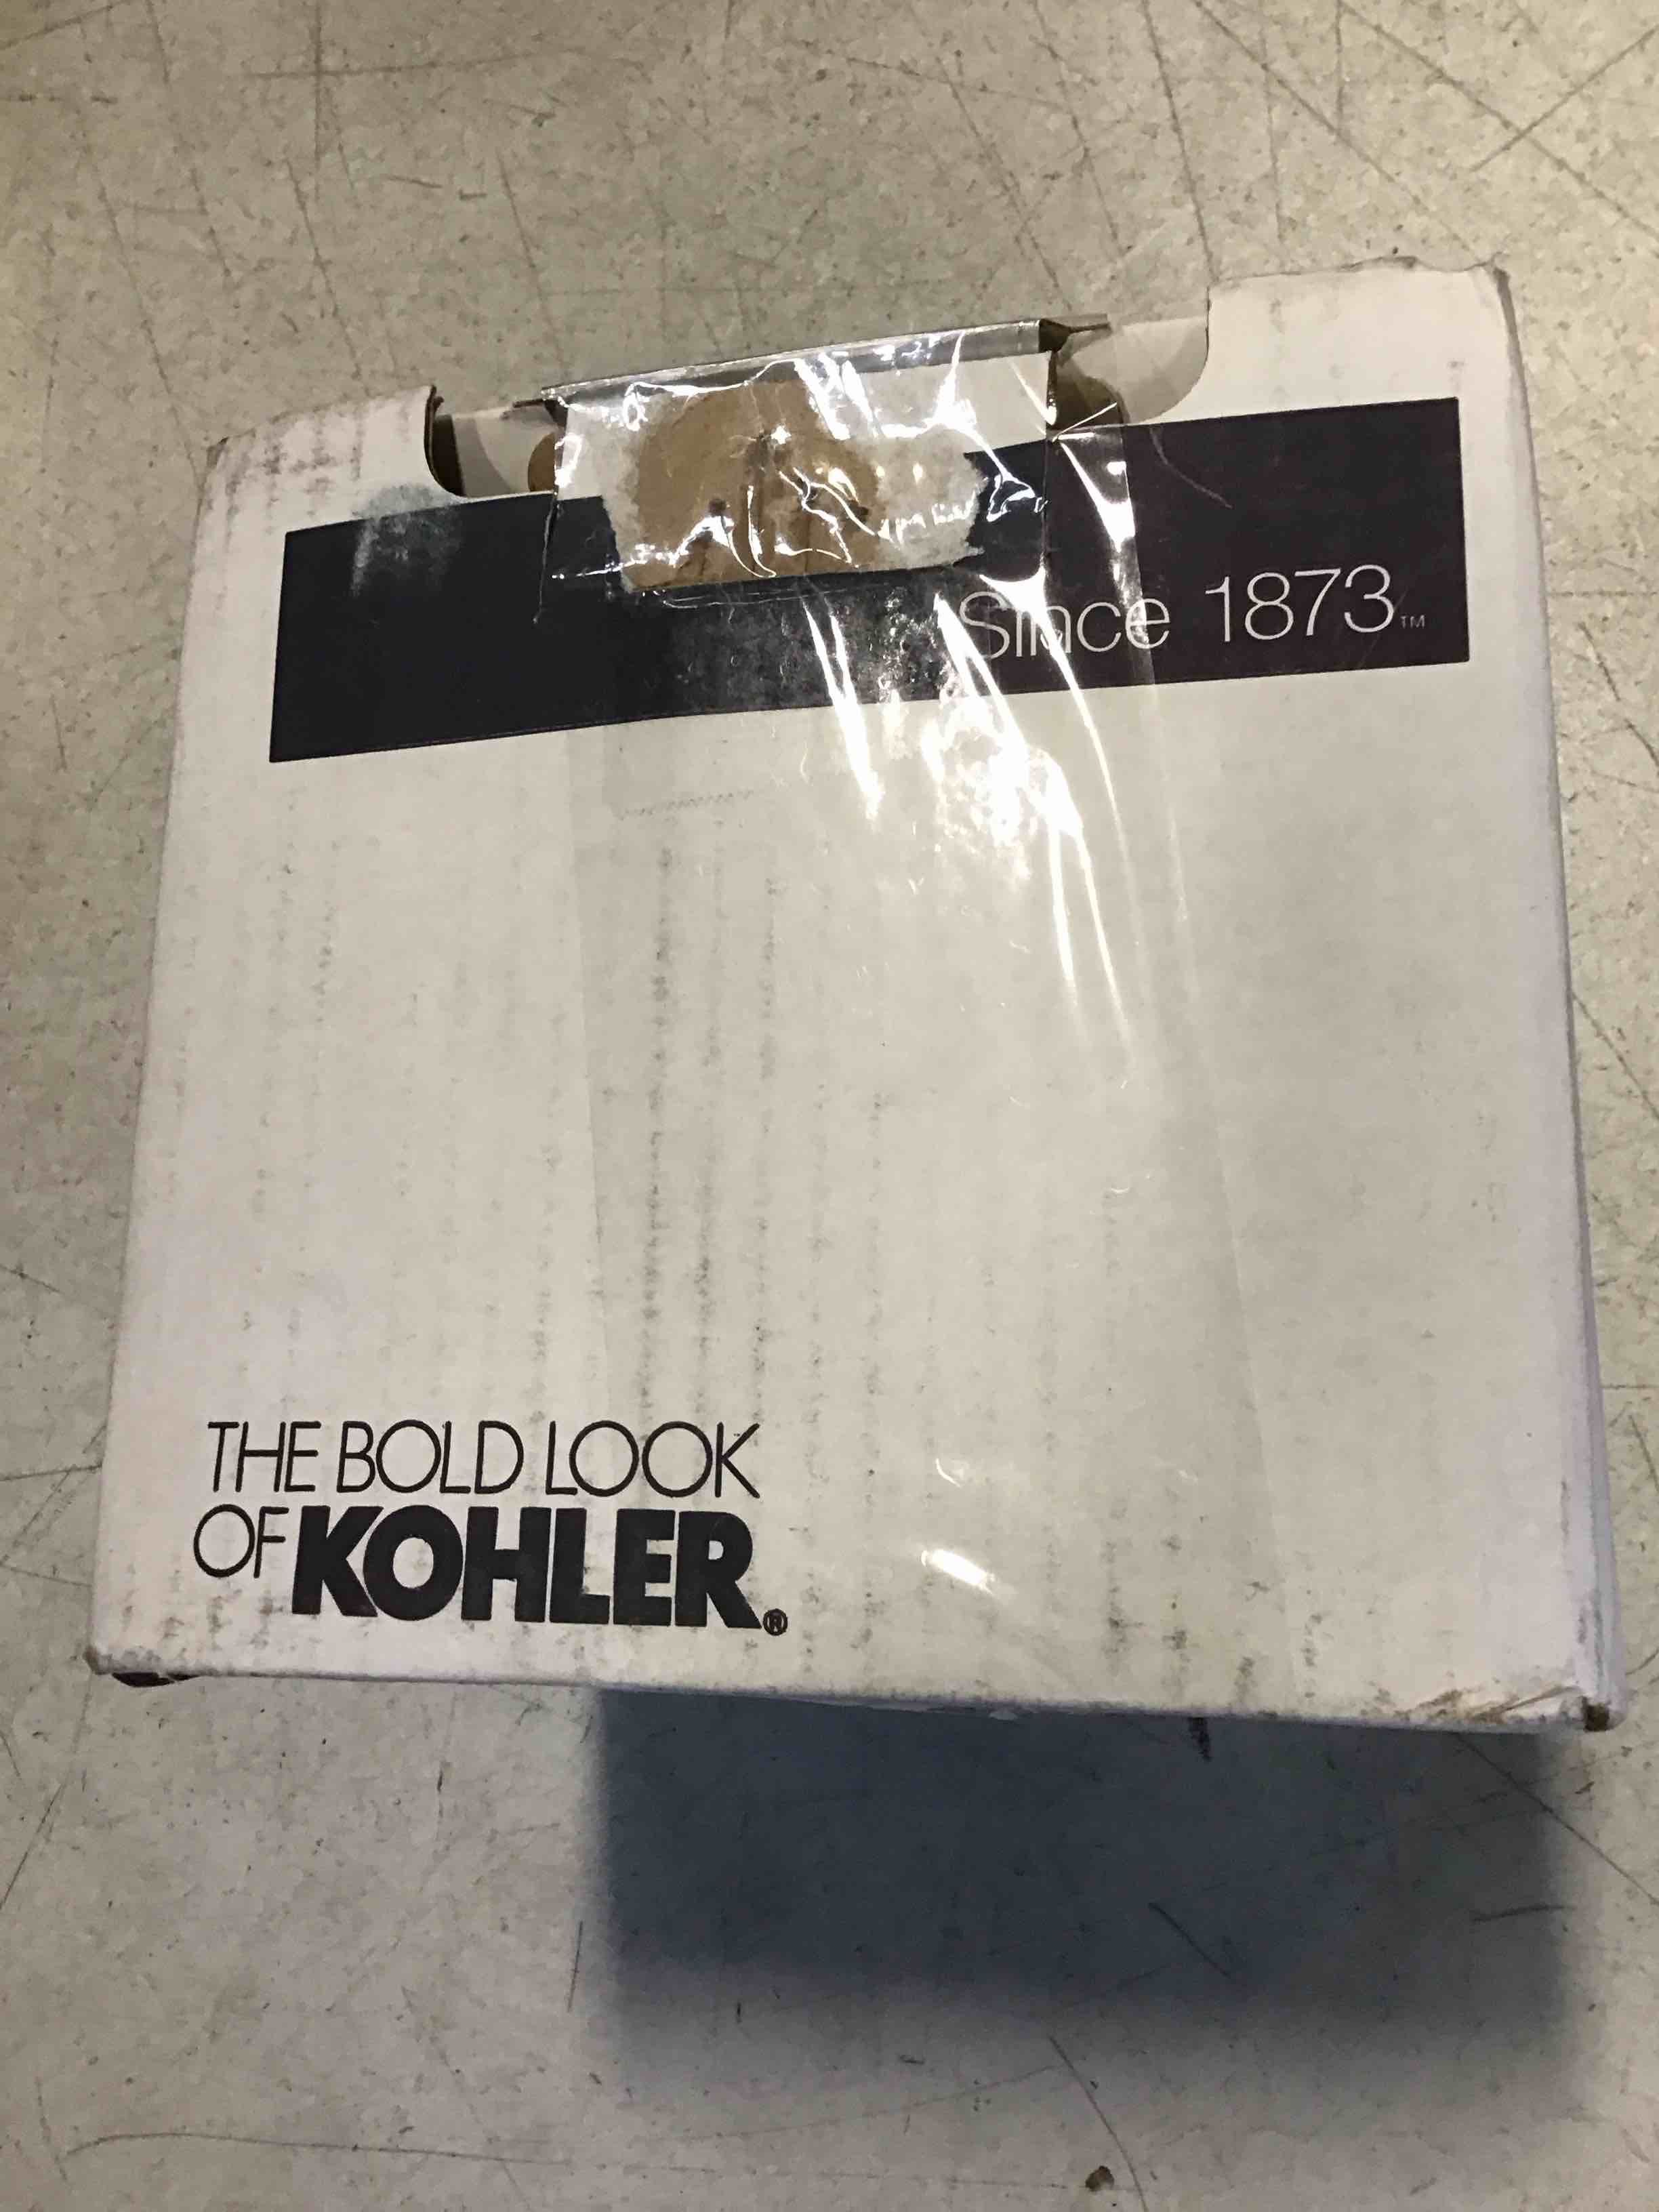 Since 1873™
THE BOLD LOOK
OF KOHLER®